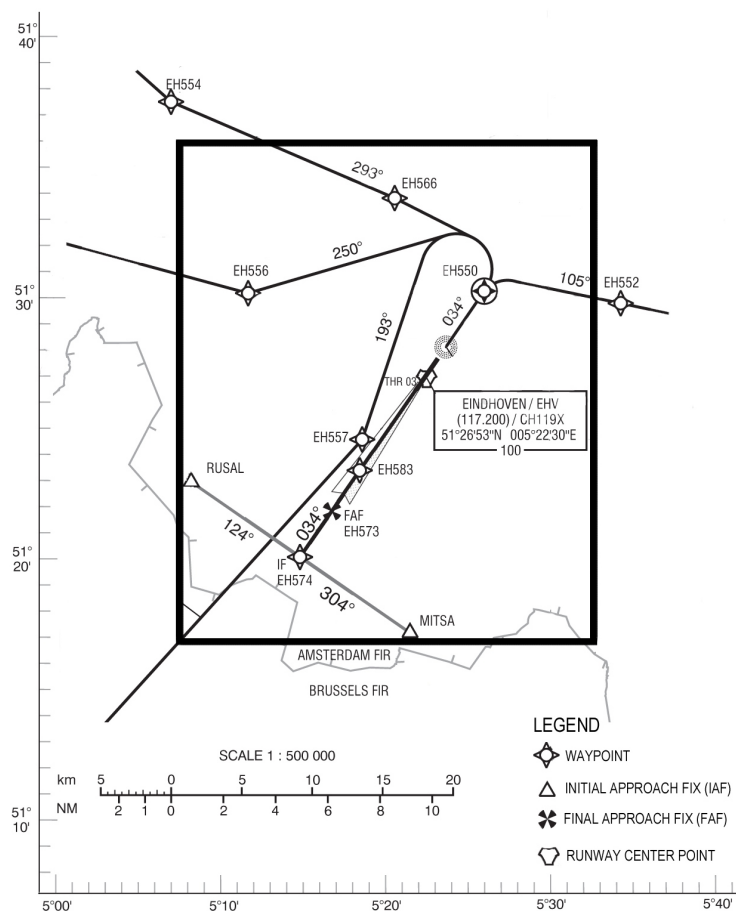 51°
40'
EH554
293°
EH566
250°
EH556
EH550
105°
EH552
51°
30'
034°
193°
THR 03
EINDHOVEN / EHV
(117.200) / CH119X
51°26'53"N 005°22'30"E
100
EH557
RUSAL
EH583
124°
034°
FAF
EH573
51°
20'
IF
EH574
304°
MITSA
AMSTERDAM FIR
BRUSSELS FIR
LEGEND
SCALE 1 : 500 000
WAYPOINT
km 5 0 5 10 15 20
INITIAL APPROACH FIX (IAF)
NM 2 1 0 2 4 6 8 10
51°
10'
FINAL APPROACH FIX (FAF)
RUNWAY CENTER POINT
5°00' 5°10' 5°20' 5°30' 5°40'